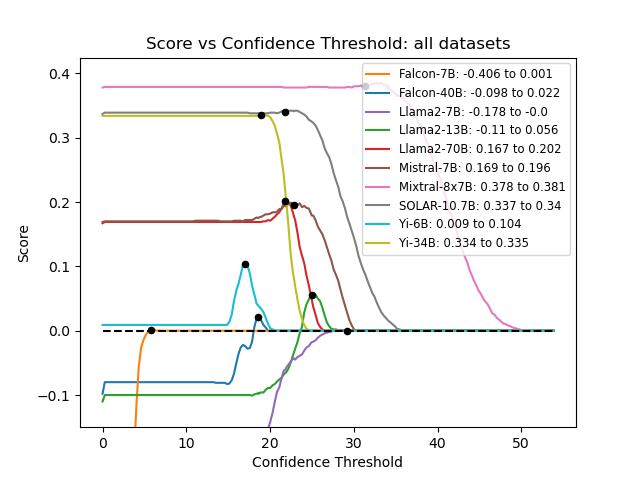 Score vs Confidence Threshold: all datasets
Falcon-7B: -0.406 to 0.001
Falcon-40B: -0.098 to 0.022
Llama2-7B: -0.178 to -0.0
Llama2-13B: -0.11 to 0.056
Llama2-70B: 0.167 to 0.202
Mistral-7B: 0.169 to 0.196
Mixtral-8x7B: 0.378 to 0.381
SOLAR-10.7B: 0.337 to 0.34
Yi-6B: 0.009 to 0.104
Yi-34B: 0.334 to 0.335
Score
0.4
0.3
0.2
0.1
0.0
−0.1
0 10 20 30 40 50
Confidence Threshold